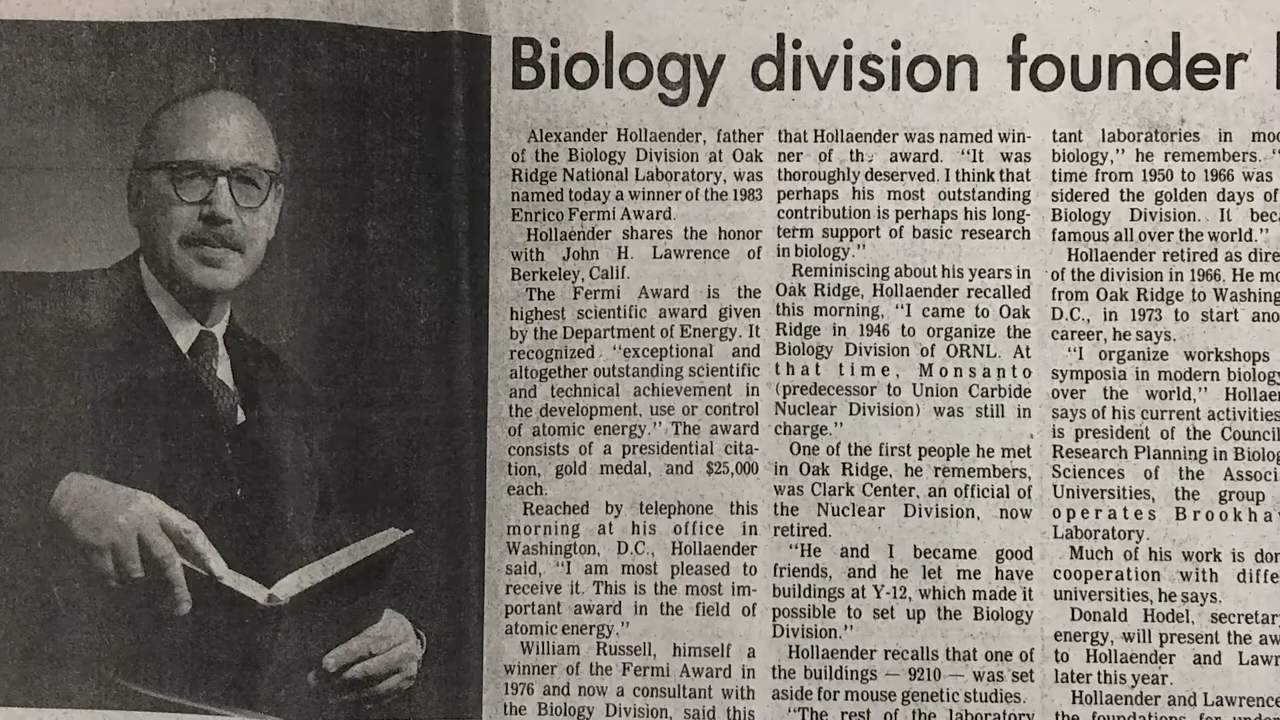 Biology division founder
Alexander Hollaender, father
of the Biology Division at Oak
Ridge National Laboratory, was
named today a winner of the 1983
Enrico Fermi Award.
Hollaender shares the honor
with John H. Lawrence of
Berkeley, Calif.
The Fermi Award is the
highest scientific award given
by the Department of Energy. It
recognized "exceptional and
altogether outstanding scientific
and technical achievement in
the development, use or control
of atomic energy." The award
consists of a presidential cita-
tion, gold medal, and $25,000
each.
Reached by telephone this
morning at his office in
Washington, D.C., Hollaender
said, "I am most pleased to
receive it. This is the most im-
portant award in the field of
atomic energy."
William Russell, himself a
winner of the Fermi Award in
1976 and now a consultant with
the Biology Division, said this
that Hollaender was named win-
ner of the award. "It was
thoroughly deserved. I think that
perhaps his most outstanding
contribution is perhaps his long-
term support of basic research
in biology."
Reminiscing about his years in
Oak Ridge, Hollaender recalled
this morning, "I came to Oak
Ridge in 1946 to organize the
Biology Division of ORNL. At
that time, Monsanto
(predecessor to Union Carbide
Nuclear Division) was still in
charge."
One of the first people he met
in Oak Ridge, he remembers,
was Clark Center, an official of
the Nuclear Division, now
retired.
"He and I became good
friends, and he let me have
buildings at Y-12, which made it
possible to set up the Biology
Division."
Hollaender recalls that one of
the buildings — 9210 — was set
aside for mouse genetic studies.
"The rest of the laboratory
tant laboratories in mod
biology," he remembers. "
time from 1950 to 1966 was
sidered the golden days of
Biology Division. It bec
famous all over the world."
Hollaender retired as dire
of the division in 1966. He mo
from Oak Ridge to Washing
D.C., in 1973 to start ano
career, he says.
"I organize workshops
symposia in modern biology
over the world," Hollaen
says of his current activities
is president of the Council
Research Planning in Biolog
Sciences of the Associ
Universities, the group
operates Brookhav
Laboratory.
Much of his work is don
cooperation with diffe
universities, he says.
Donald Hodel, secretar
energy, will present the aw
to Hollaender and Lawr
later this year.
Hollaender and Lawrence
the foundations for